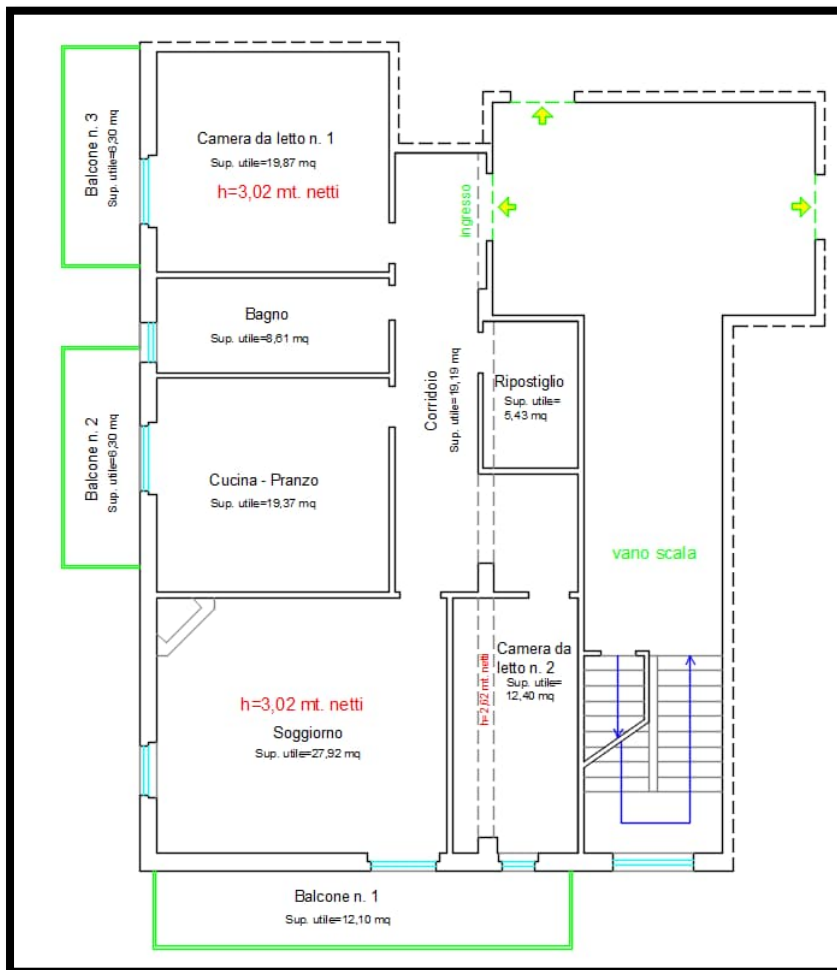 Balcone n. 3
Sup. utile=6,30 mq
Camera da letto n. 1
Sup. utile=19,87 mq
h=3,02 mt. netti
ingresso
Bagno
Sup. utile=8,61 mq
Balcone n. 2
Sup. utile=6,30 mq
Corridoio
Sup. utile=19,19 mq
Ripostiglio
Sup. utile=
5,43 mq
Cucina - Pranzo
Sup. utile=19,37 mq
vano scala
h=3,02 mt. netti
Soggiorno
Sup. utile=27,92 mq
h=2,62 mt. netti
Camera da
letto n. 2
Sup. utile=
12,40 mq
Balcone n. 1
Sup. utile=12,10 mq